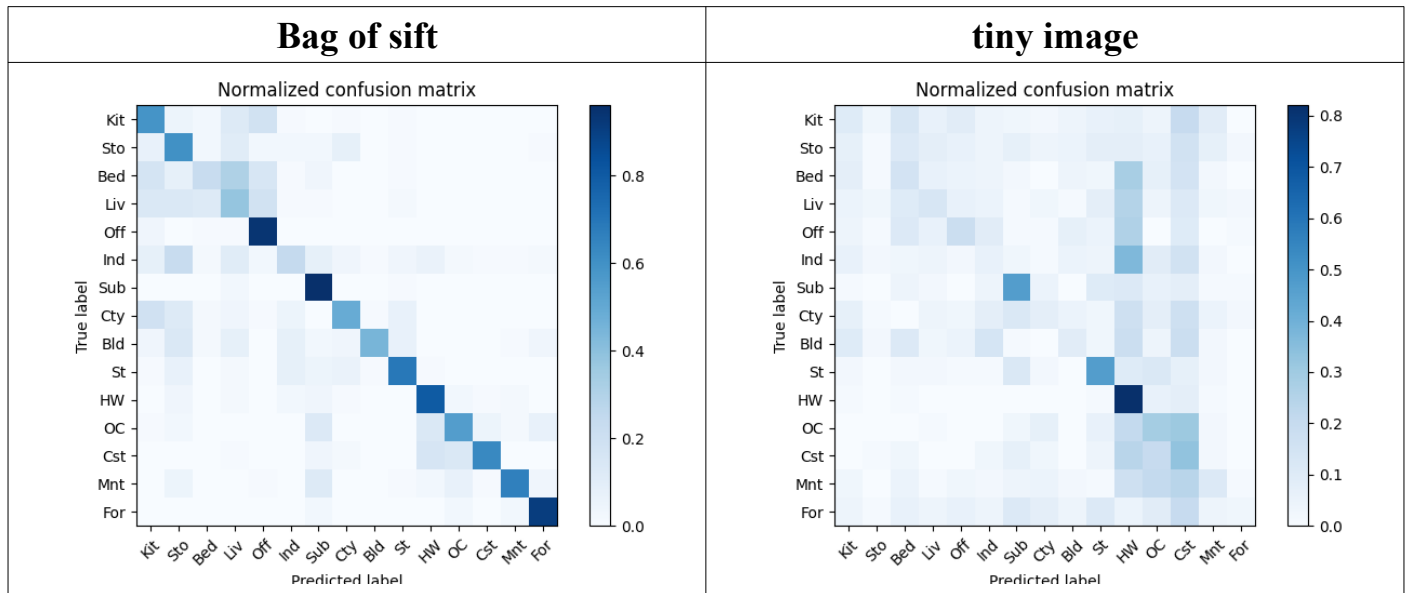 Bag of sift
tiny image
Normalized confusion matrix
True label
Kit
Sto
Bed
Liv
Off
Ind
Sub
Cty
Bld
St
HW
OC
Cst
Mnt
For
Kit Sto Bed Liv Off Ind Sub Cty Bld St HW OC Cst Mnt For
Predicted label
0.8
0.6
0.4
0.2
0.0
Normalized confusion matrix
True label
Kit
Sto
Bed
Liv
Off
Ind
Sub
Cty
Bld
St
HW
OC
Cst
Mnt
For
Kit Sto Bed Liv Off Ind Sub Cty Bld St HW OC Cst Mnt For
Predicted label
0.8
0.7
0.6
0.5
0.4
0.3
0.2
0.1
0.0